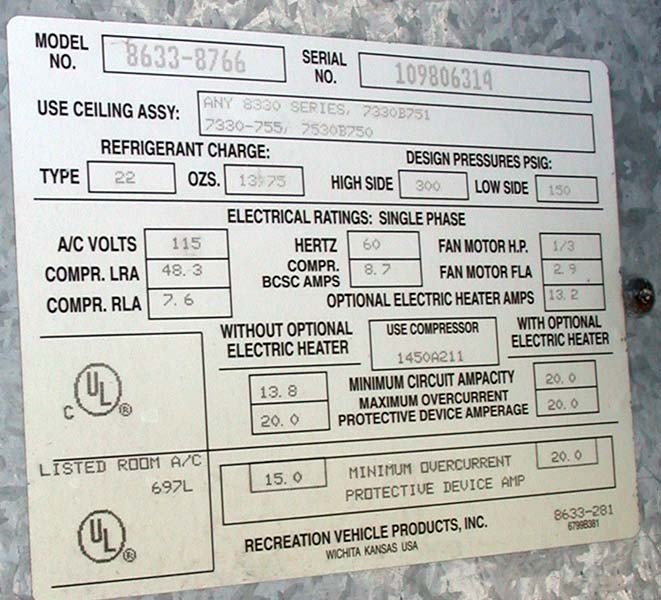 MODEL NO. 8633-8766 SERIAL NO. 109806314
USE CEILING ASSY: ANY 8330 SERIES, 7330B751
7330-755, 7530B750
REFRIGERANT CHARGE: DESIGN PRESSURES PSIG:
TYPE 22 OZS. 13.75 HIGH SIDE 300 LOW SIDE 150
ELECTRICAL RATINGS: SINGLE PHASE
A/C VOLTS 115 HERTZ 60 FAN MOTOR H.P. 1/3
COMPR. LRA 48.3 COMPR. BCSC AMPS 8.7 FAN MOTOR FLA 2.9
COMPR. RLA 7.6 OPTIONAL ELECTRIC HEATER AMPS 13.2
WITHOUT OPTIONAL ELECTRIC HEATER USE COMPRESSOR 1450A211 WITH OPTIONAL ELECTRIC HEATER
13.8 MINIMUM CIRCUIT AMPACITY 20.0
20.0 MAXIMUM OVERCURRENT PROTECTIVE DEVICE AMPERAGE 20.0
C UL ®
LISTED ROOM A/C
697L
15.0 MINIMUM OVERCURRENT 20.0
PROTECTIVE DEVICE AMP
UL ®
RECREATION VEHICLE PRODUCTS, INC.
WICHITA KANSAS USA
8633-281
6799B381